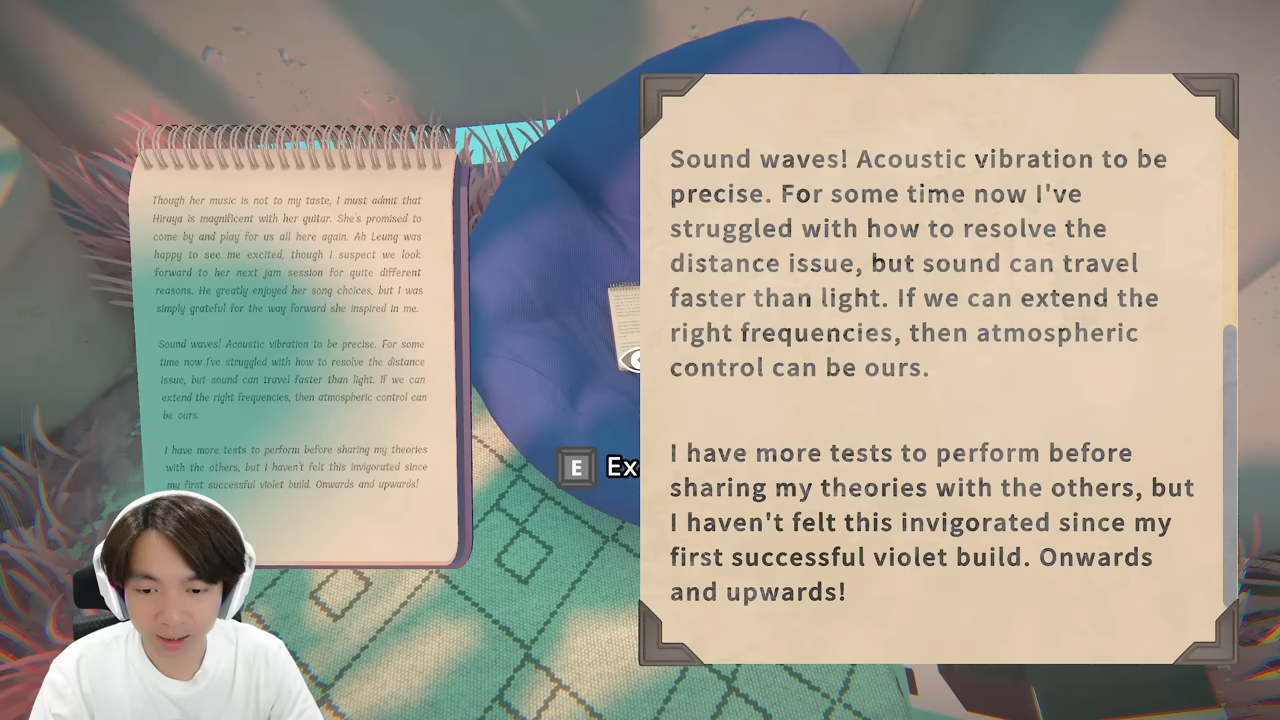 Though her music is not to my taste, I must admit that
Hiraya is magnificent with her guitar. She's promised to
come by and play for us all here again. Ah Leung was
happy to see me excited, though I suspect we look
forward to her next jam session for quite different
reasons. He greatly enjoyed her song choices, but I was
simply grateful for the way forward she inspired in me.
Sound waves! Acoustic vibration to be precise. For some
time now I've struggled with how to resolve the distance
issue, but sound can travel faster than light. If we can
extend the right frequencies, then atmospheric control can
be ours.
I have more tests to perform before sharing my theories
with the others, but I haven't felt this invigorated since
my first successful violet build. Onwards and upwards!
E Ex
Sound waves! Acoustic vibration to be
precise. For some time now I've
struggled with how to resolve the
distance issue, but sound can travel
faster than light. If we can extend the
right frequencies, then atmospheric
control can be ours.
I have more tests to perform before
sharing my theories with the others, but
I haven't felt this invigorated since my
first successful violet build. Onwards
and upwards!